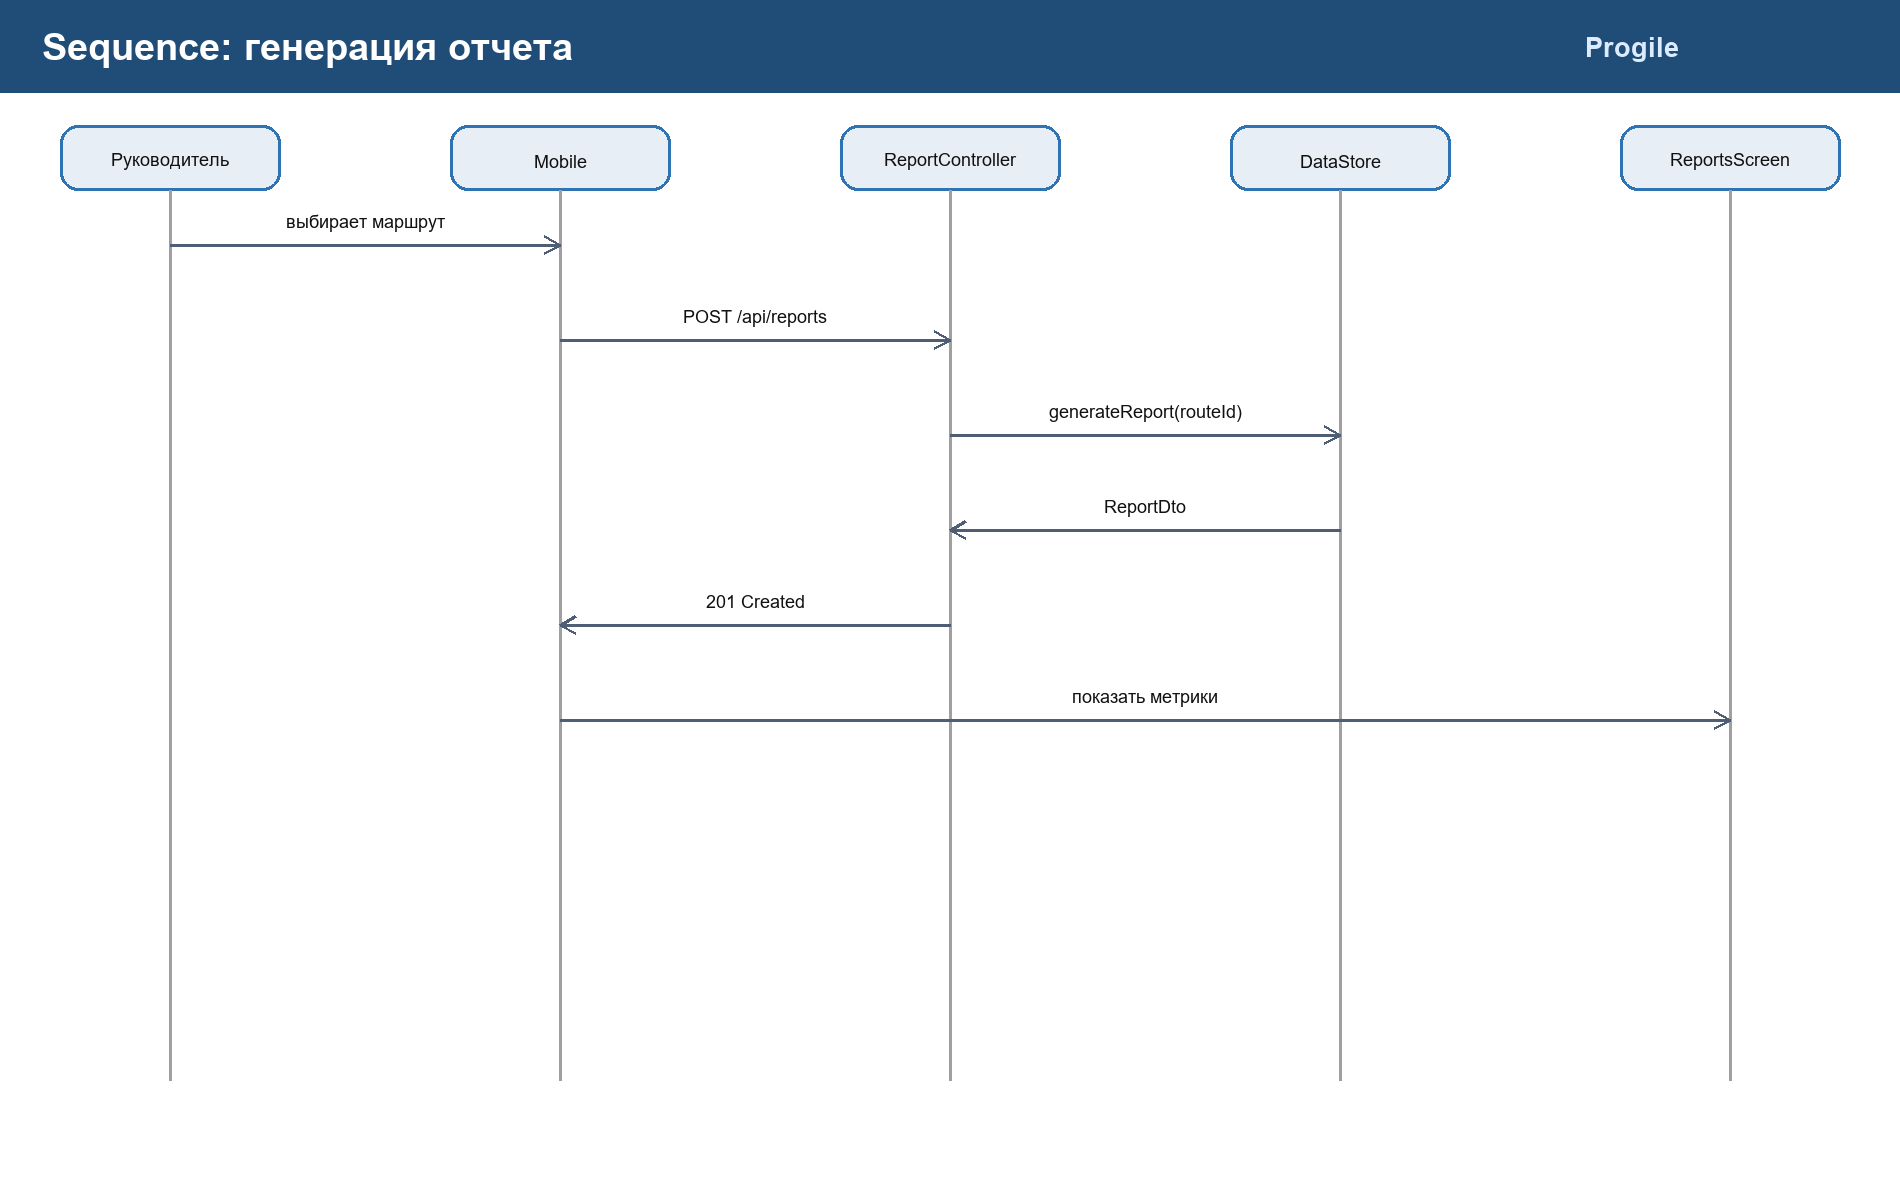 Sequence: генерация отчета
Progile
Руководитель
Mobile
ReportController
DataStore
ReportsScreen
выбирает маршрут
POST /api/reports
generateReport(routeId)
ReportDto
201 Created
показать метрики